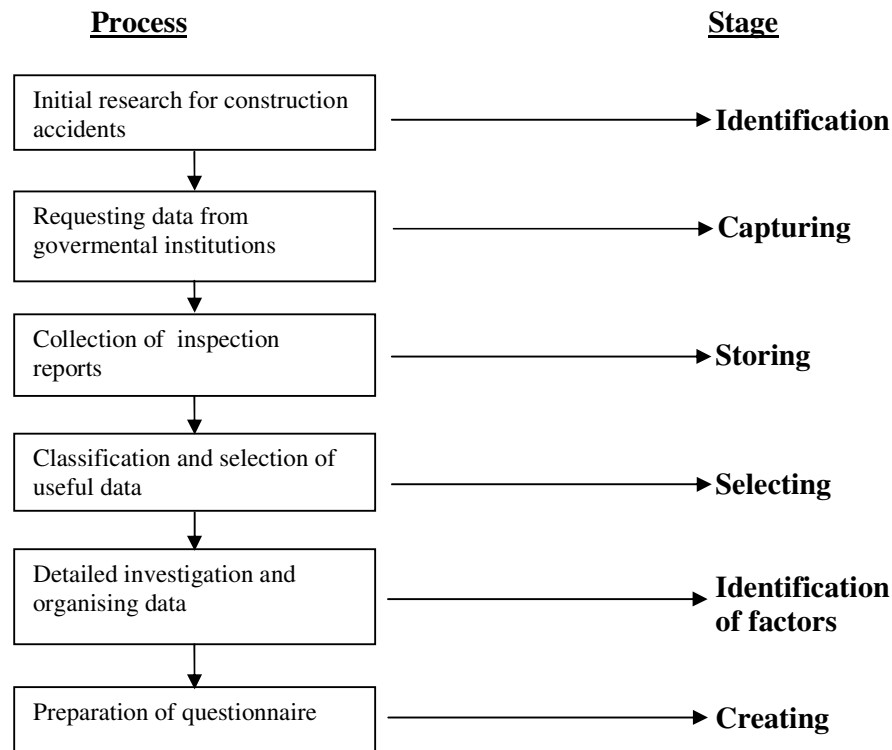 Process Stage
Initial research for construction
accidents
Identification
Requesting data from
govermental institutions
Capturing
Collection of inspection
reports
Storing
Classification and selection of
useful data
Selecting
Detailed investigation and
organising data
Identification
of factors
Preparation of questionnaire
Creating